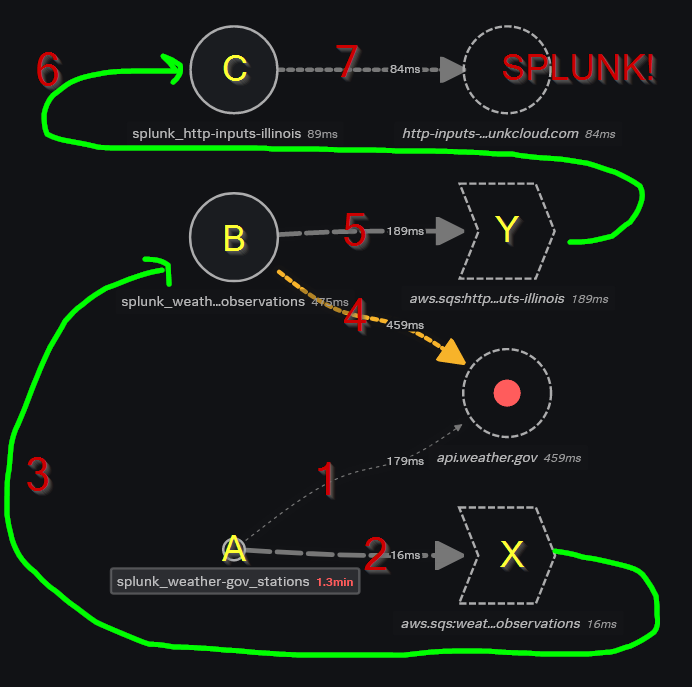 6
C
7
84ms
SPLUNK!
splunk_http-inputs-illinois 89ms
http-inputs-...unkcloud.com 84ms
B
5
189ms
Y
splunk_weath...observations 475ms
aws.sqs:http...uts-illinois 189ms
4
459ms
3
1
179ms
api.weather.gov 459ms
A
2
16ms
X
splunk_weather-gov_stations 1.3min
aws.sqs:weat...observations 16ms